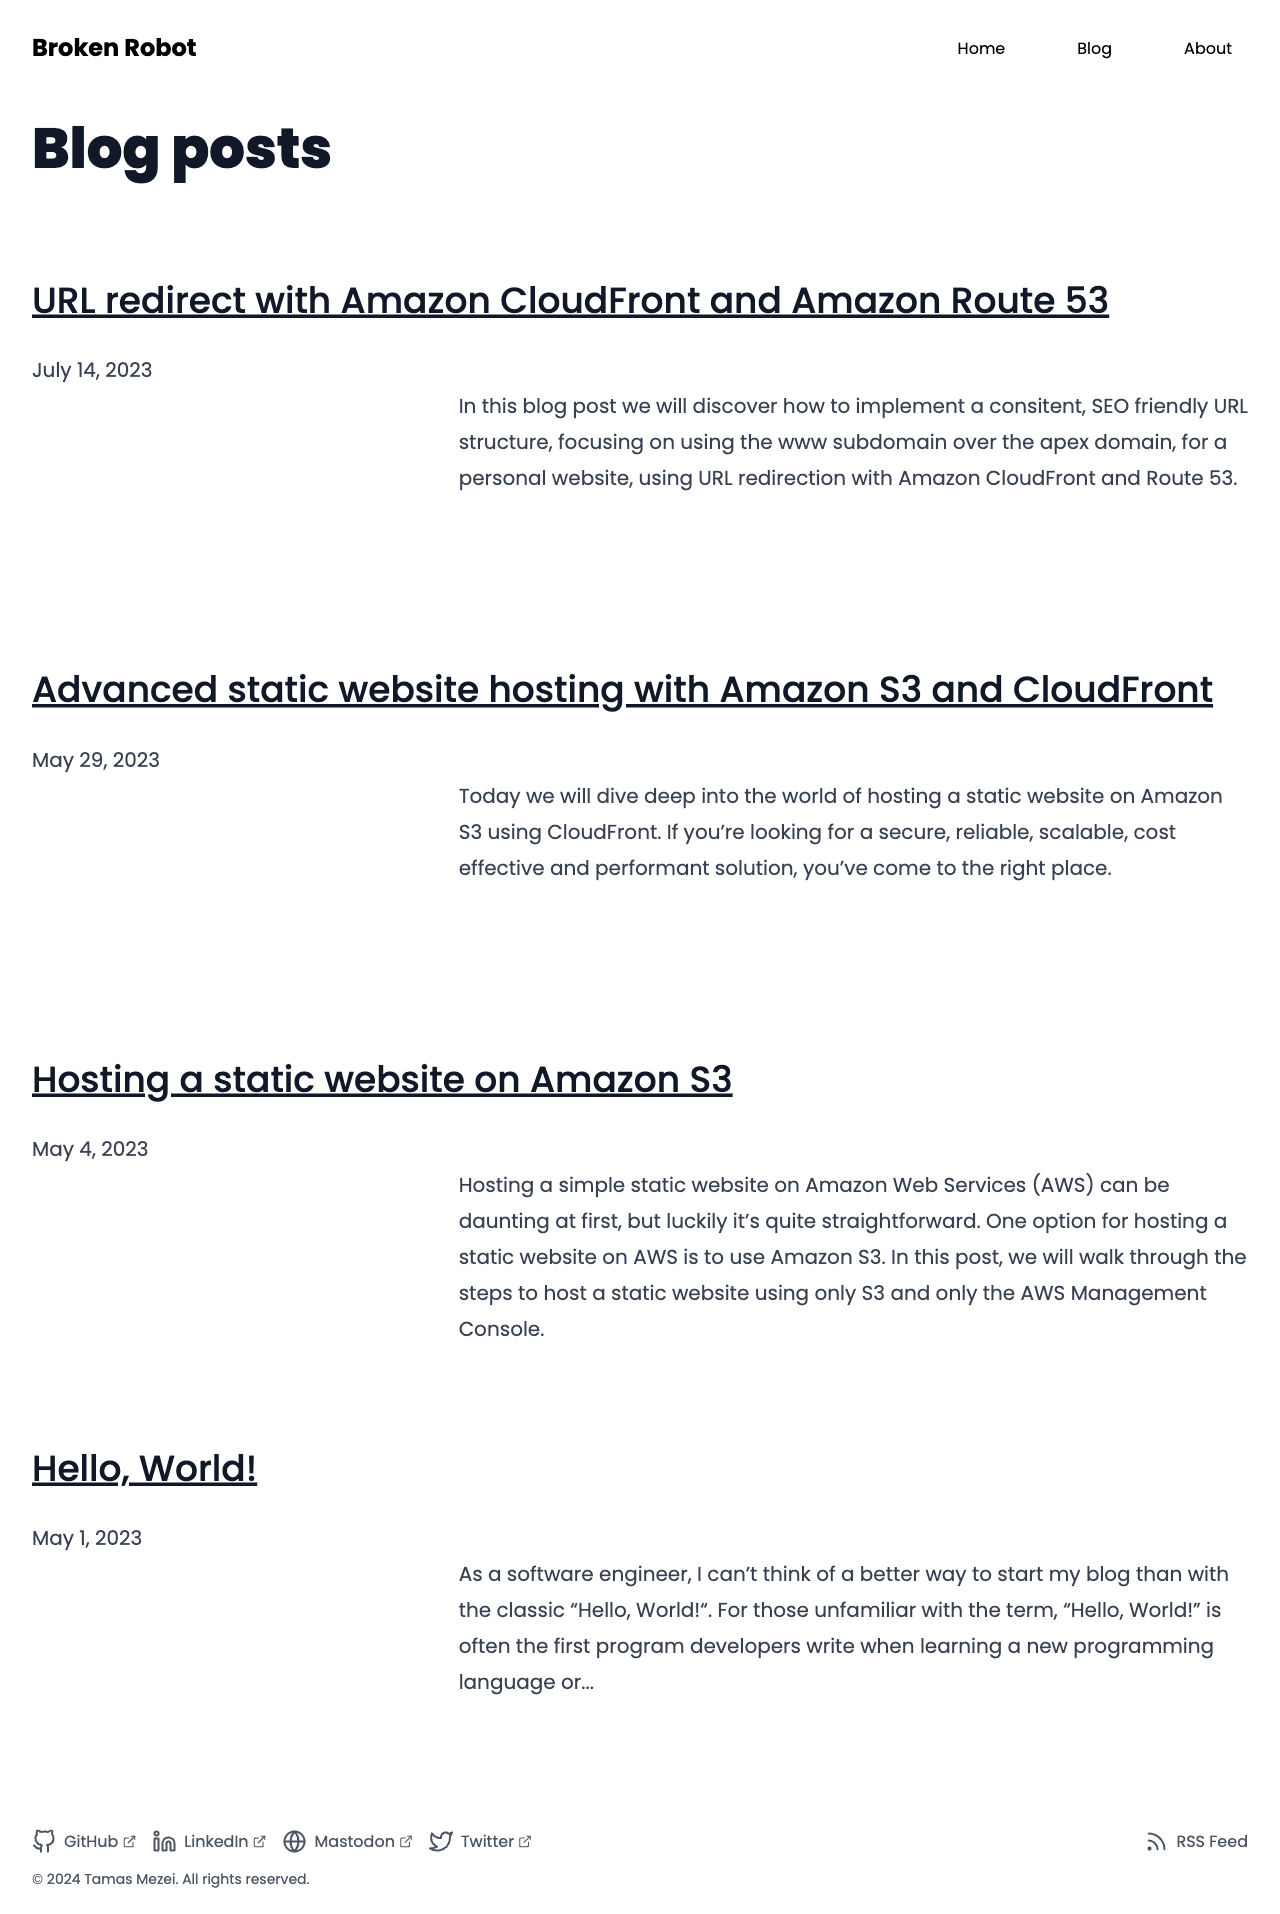 Broken Robot
Home
Blog
About
Blog posts
URL redirect with Amazon CloudFront and Amazon Route 53
July 14, 2023
In this blog post we will discover how to implement a consitent, SEO friendly URL
structure, focusing on using the www subdomain over the apex domain, for a
personal website, using URL redirection with Amazon CloudFront and Route 53.
Advanced static website hosting with Amazon S3 and CloudFront
May 29, 2023
Today we will dive deep into the world of hosting a static website on Amazon
S3 using CloudFront. If you’re looking for a secure, reliable, scalable, cost
effective and performant solution, you’ve come to the right place.
Hosting a static website on Amazon S3
May 4, 2023
Hosting a simple static website on Amazon Web Services (AWS) can be
daunting at first, but luckily it’s quite straightforward. One option for hosting a
static website on AWS is to use Amazon S3. In this post, we will walk through the
steps to host a static website using only S3 and only the AWS Management
Console.
Hello, World!
May 1, 2023
As a software engineer, I can’t think of a better way to start my blog than with
the classic “Hello, World!“. For those unfamiliar with the term, “Hello, World!” is
often the first program developers write when learning a new programming
language or...
GitHub
LinkedIn
Mastodon
Twitter
RSS Feed
© 2024 Tamas Mezei. All rights reserved.